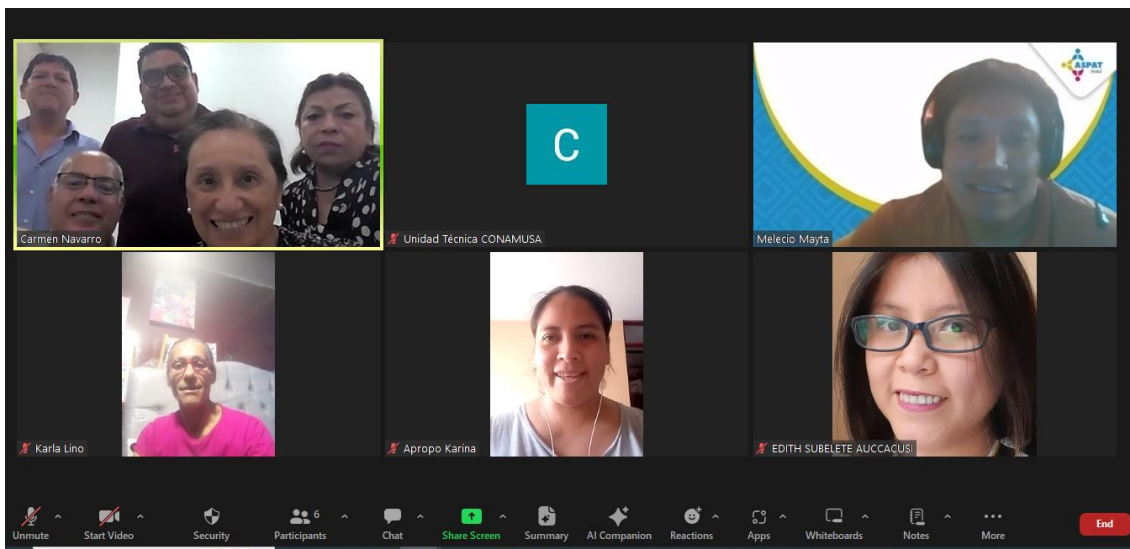 ASPAT
PERÚ
C
Carmen Navarro
Unidad Técnica CONAMUSA
Melecio Mayta
Karla Lino
Apropo Karina
EDITH SUBELETE AUCCACUSI
6
Unmute
Start Video
Security
Participants
Chat
Share Screen
Summary
AI Companion
Reactions
Apps
Whiteboards
Notes
More
End